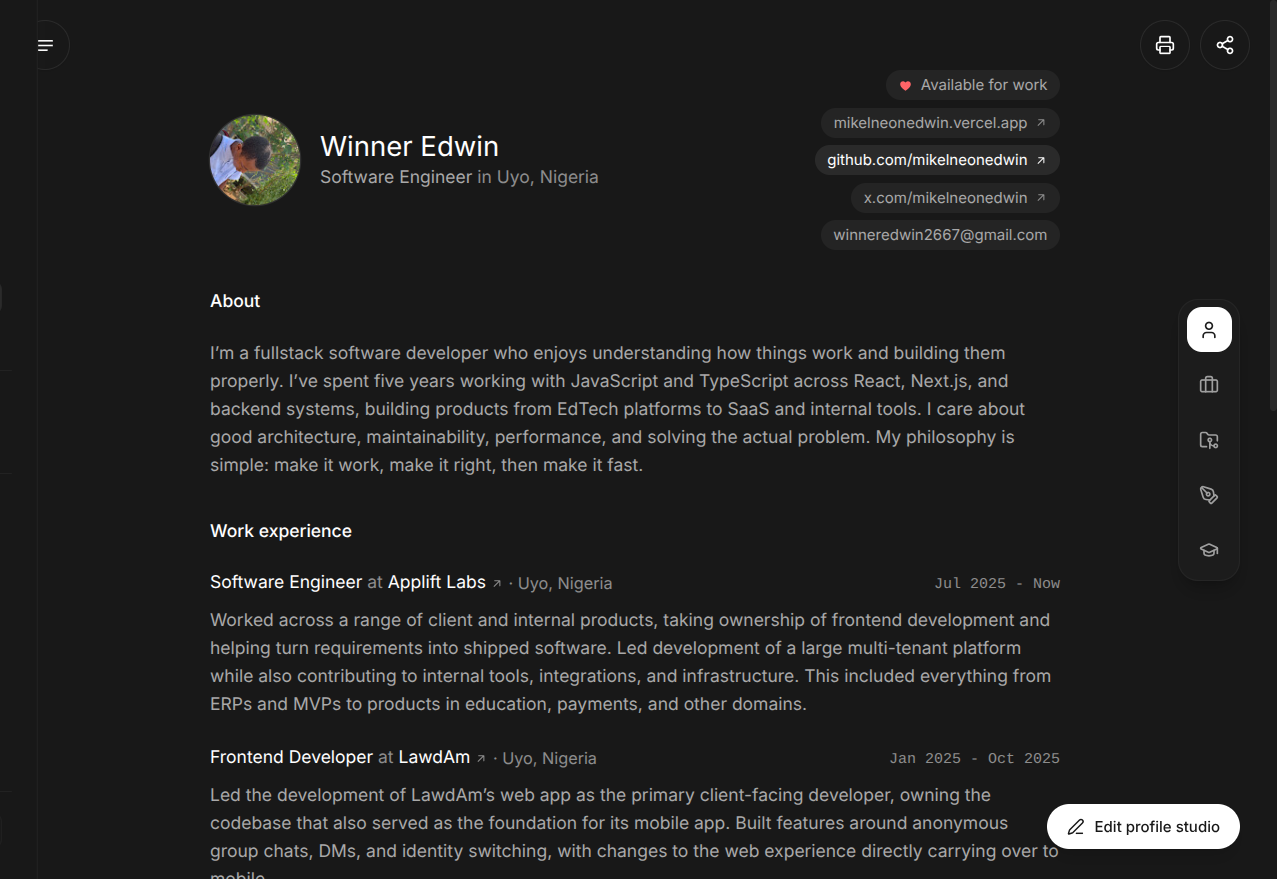 Available for work
mikelneonedwin.vercel.app ↗
github.com/mikelneonedwin ↗
x.com/mikelneonedwin ↗
winneredwin2667@gmail.com
Winner Edwin
Software Engineer in Uyo, Nigeria
About
I’m a fullstack software developer who enjoys understanding how things work and building them
properly. I’ve spent five years working with JavaScript and TypeScript across React, Next.js, and
backend systems, building products from EdTech platforms to SaaS and internal tools. I care about
good architecture, maintainability, performance, and solving the actual problem. My philosophy is
simple: make it work, make it right, then make it fast.
Work experience
Software Engineer at Applift Labs ↗ · Uyo, Nigeria Jul 2025 - Now
Worked across a range of client and internal products, taking ownership of frontend development and
helping turn requirements into shipped software. Led development of a large multi-tenant platform
while also contributing to internal tools, integrations, and infrastructure. This included everything from
ERPs and MVPs to products in education, payments, and other domains.
Frontend Developer at LawdAm ↗ · Uyo, Nigeria Jan 2025 - Oct 2025
Led the development of LawdAm’s web app as the primary client-facing developer, owning the
codebase that also served as the foundation for its mobile app. Built features around anonymous
group chats, DMs, and identity switching, with changes to the web experience directly carrying over to
mobile.
Edit profile studio